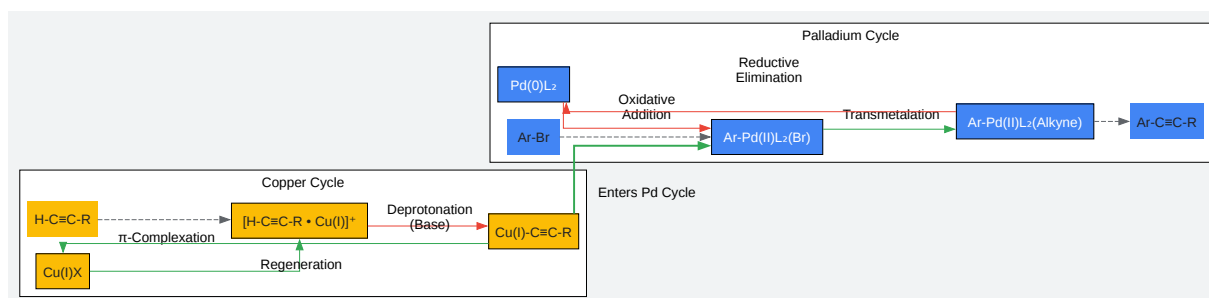 Palladium Cycle
Reductive
Elimination
Pd(0)L₂
Oxidative
Addition
Transmetalation
Ar-Br
Ar-Pd(II)L₂(Br)
Ar-Pd(II)L₂(Alkyne)
Ar-C≡C-R
Copper Cycle
Enters Pd Cycle
H-C≡C-R
[H-C≡C-R • Cu(I)]⁺
Deprotonation
(Base)
Cu(I)-C≡C-R
π-Complexation
Cu(I)X
Regeneration